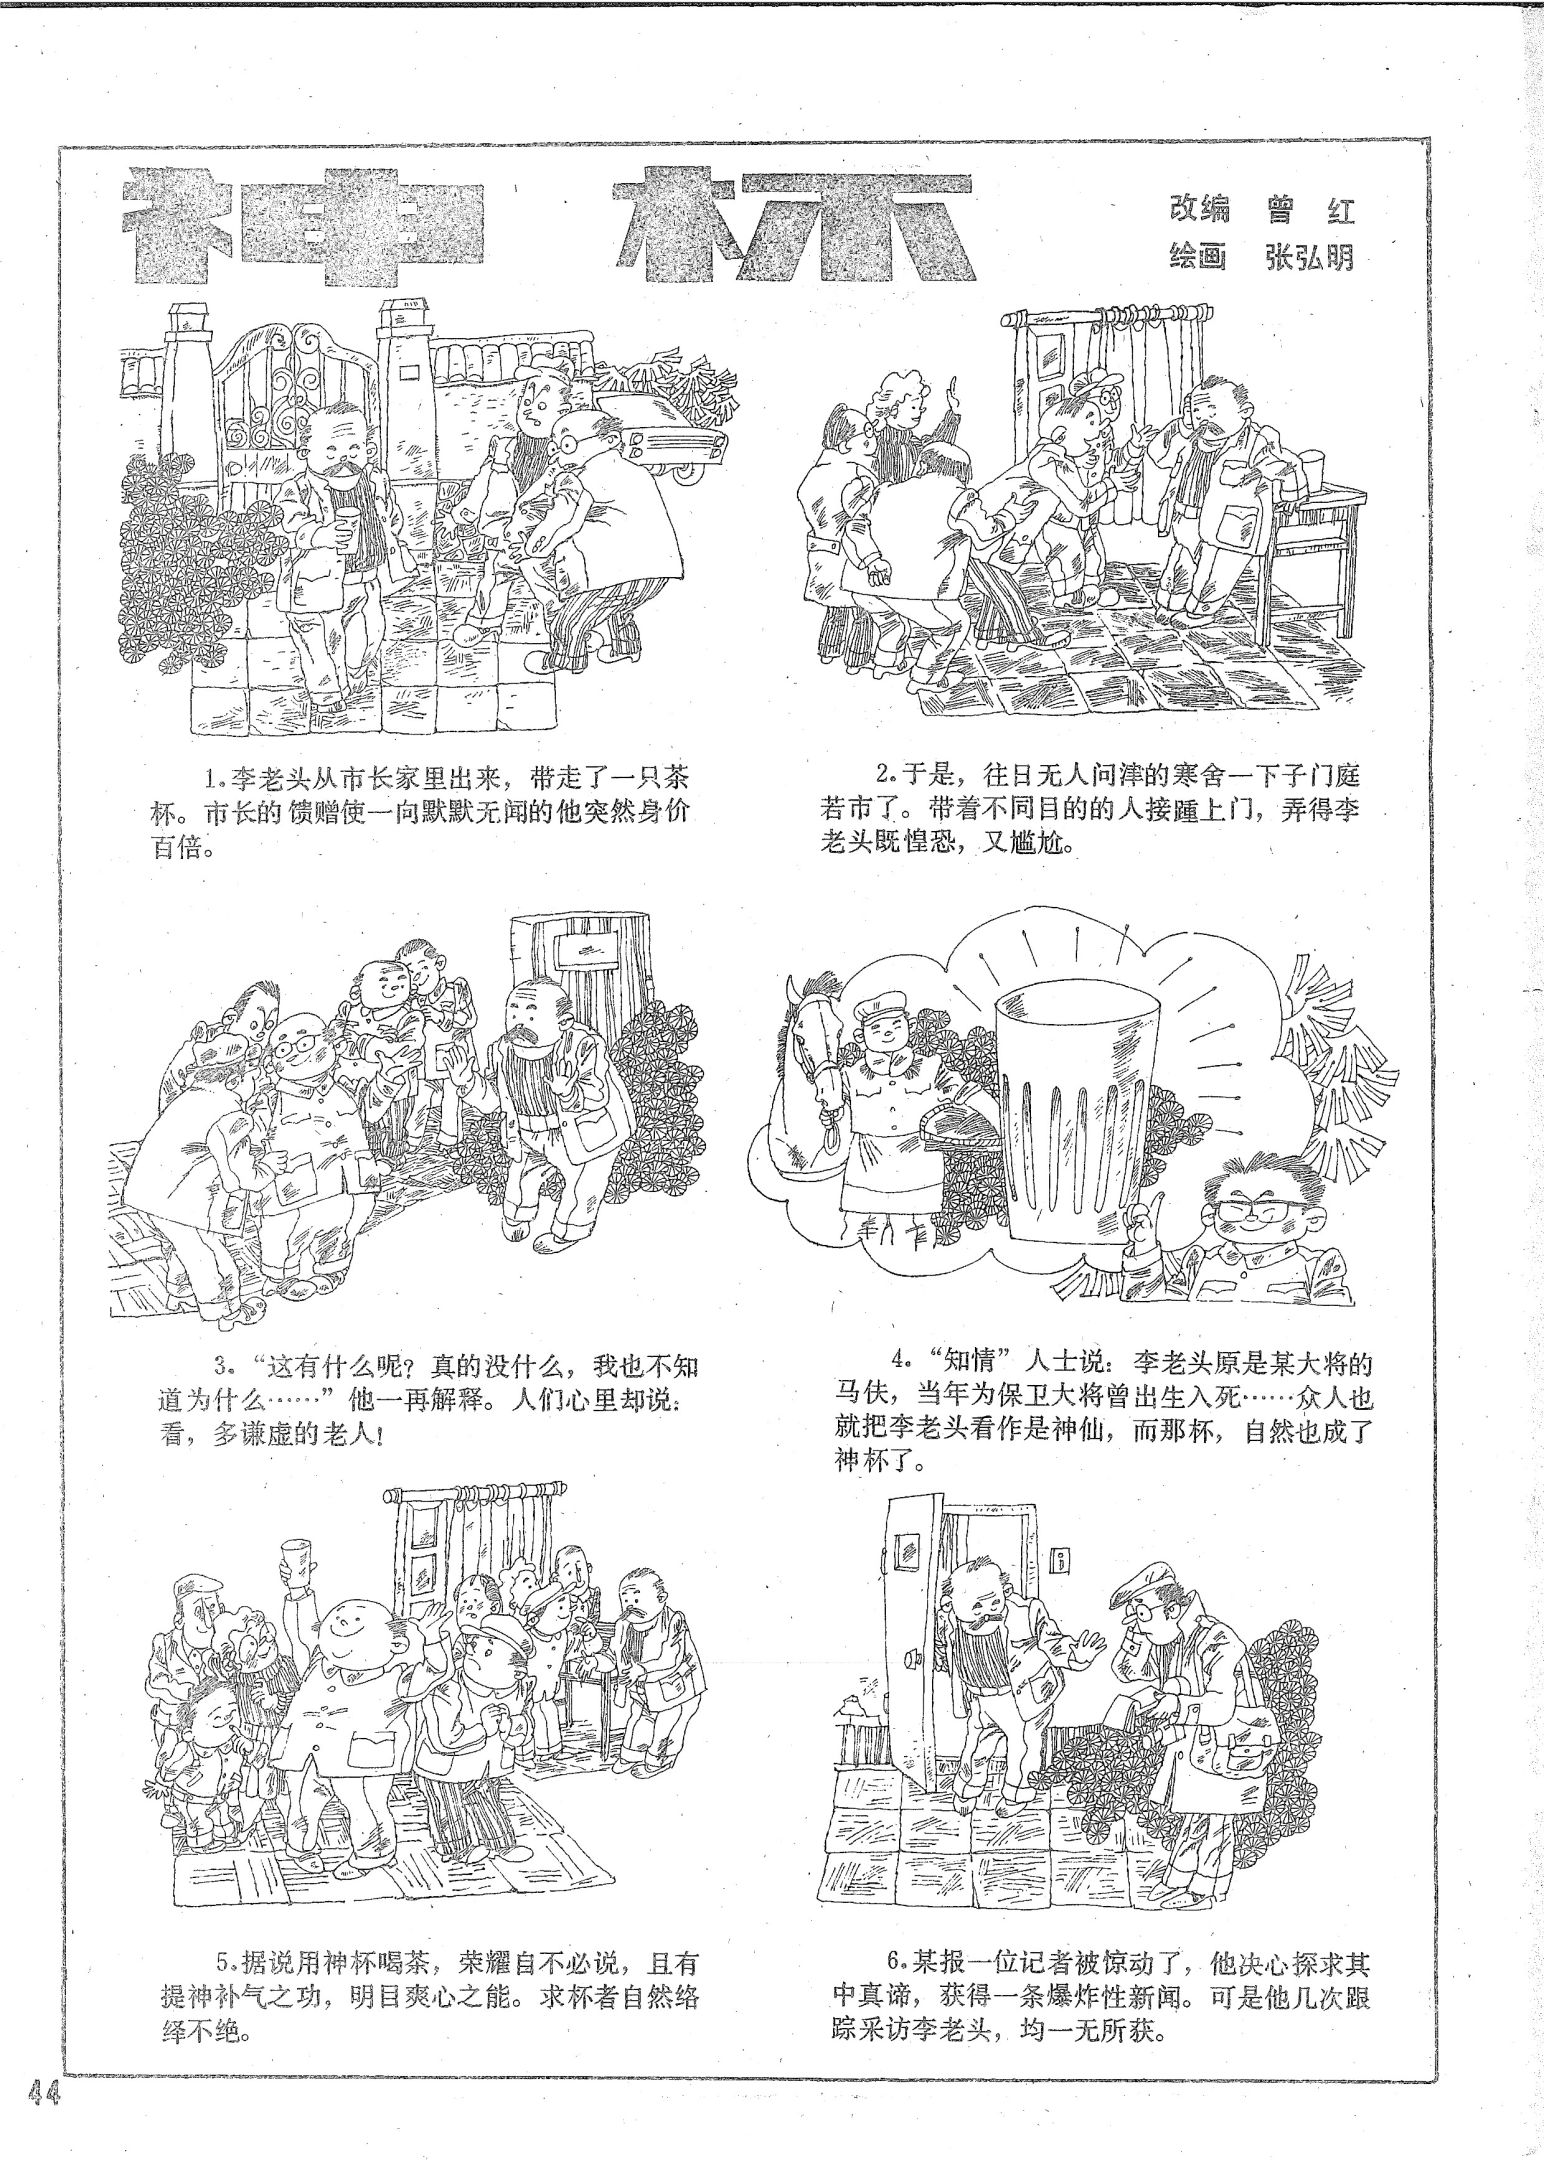 神 杯
改编 曾 红
绘画 张弘明
1。李老头从市长家里出来，带走了一只茶
杯。市长的馈赠使一向默默无闻的他突然身价
百倍。
2。于是，往日无人问津的寒舍一下子门庭
若市了。带着不同目的的人接踵上门，弄得李
老头既惶恐，又尴尬。
3。“这有什么呢？真的没什么，我也不知
道为什么……”他一再解释。人们心里却说：
看，多谦虚的老人！
4。“知情”人士说：李老头原是某大将的
马伕，当年为保卫大将曾出生入死……众人也
就把李老头看作是神仙，而那杯，自然也成了
神杯了。
5。据说用神杯喝茶，荣耀自不必说，且有
提神补气之功，明目爽心之能。求杯者自然络
绎不绝。
6。某报一位记者被惊动了，他决心探求其
中真谛，获得一条爆炸性新闻。可是他几次跟
踪采访李老头，均一无所获。
44